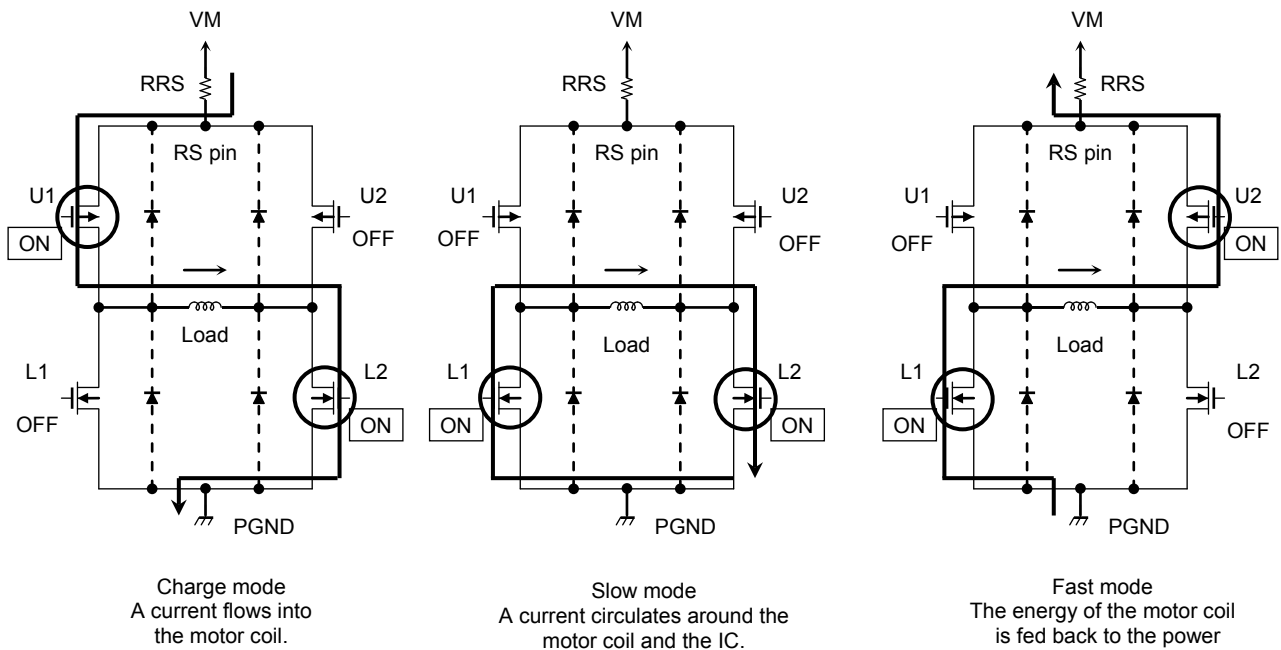 VM
RRS
RS pin
U1
ON
U2
OFF
Load
L1
OFF
L2
ON
PGND
Charge mode
A current flows into
the motor coil.
VM
RRS
RS pin
U1
OFF
U2
OFF
Load
L1
ON
L2
ON
PGND
Slow mode
A current circulates around the
motor coil and the IC.
VM
RRS
RS pin
U1
OFF
U2
ON
Load
L1
ON
L2
OFF
PGND
Fast mode
The energy of the motor coil
is fed back to the power